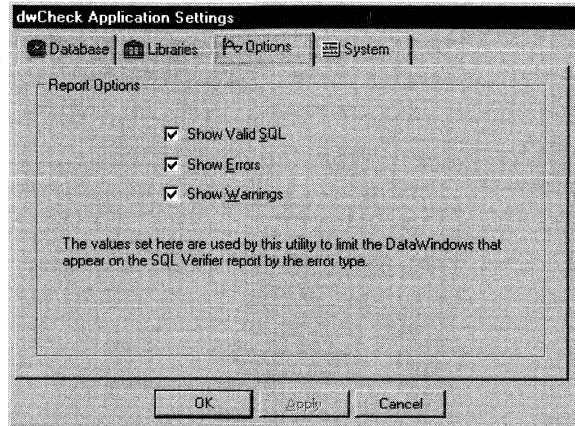 dwCheck Application Settings
Database Libraries Options System
Report Options
Show Valid SQL
Show Errors
Show Warnings
The values set here are used by this utility to limit the DataWindows that
appear on the SQL Verifier report by the error type.
OK Apply Cancel